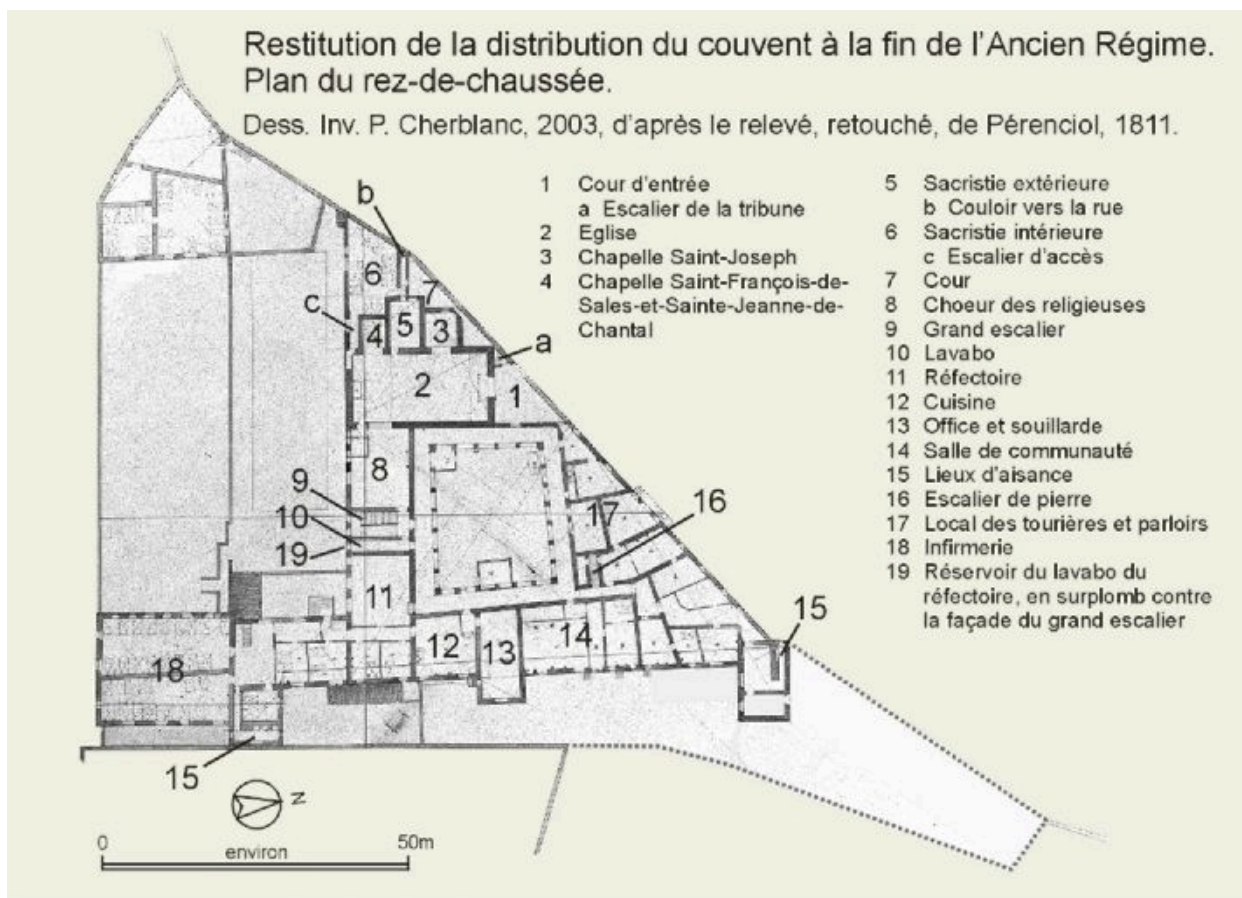 Restitution de la distribution du couvent à la fin de l'Ancien Régime.
Plan du rez-de-chaussée.
Dess. Inv. P. Cherblanc, 2003, d'après le relevé, retouché, de Pérenciol, 1811.
1 Cour d'entrée
a Escalier de la tribune
2 Eglise
3 Chapelle Saint-Joseph
4 Chapelle Saint-François-de-
Sales-et-Sainte-Jeanne-de-
Chantal
5 Sacristie extérieure
b Couloir vers la rue
6 Sacristie intérieure
c Escalier d'accès
7 Cour
8 Choeur des religieuses
9 Grand escalier
10 Lavabo
11 Réfectoire
12 Cuisine
13 Office et souillarde
14 Salle de communauté
15 Lieux d'aisance
16 Escalier de pierre
17 Local des tourières et parloirs
18 Infirmerie
19 Réservoir du lavabo du
réfectoire, en surplomb contre
la façade du grand escalier
b
6
7
c
4
5
3
a
2
1
8
9
16
10
17
19
11
15
12
13
14
18
15
N
0
50m
environ